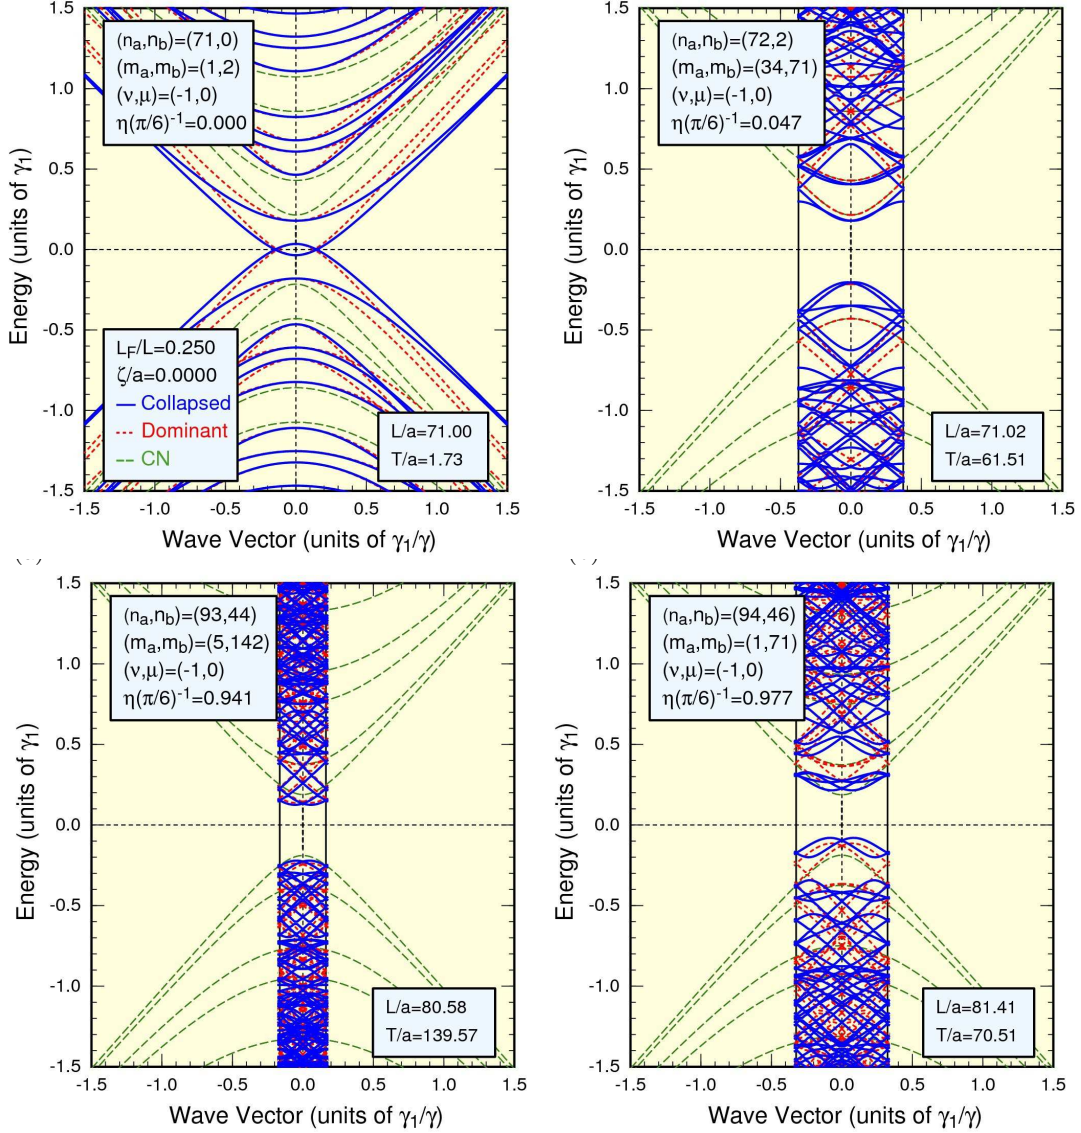 1.5
1.0
0.5
0.0
-0.5
-1.0
-1.5
Energy (units of γ₁)
(nₐ,n_b)=(71,0)
(mₐ,m_b)=(1,2)
(ν,μ)=(-1,0)
η(π/6)⁻¹=0.000
L_F/L=0.250
ζ/a=0.0000
Collapsed
Dominant
CN
L/a=71.00
T/a=1.73
-1.5 -1.0 -0.5 0.0 0.5 1.0 1.5
Wave Vector (units of γ₁/γ)
1.5
1.0
0.5
0.0
-0.5
-1.0
-1.5
Energy (units of γ₁)
(nₐ,n_b)=(72,2)
(mₐ,m_b)=(34,71)
(ν,μ)=(-1,0)
η(π/6)⁻¹=0.047
L/a=71.02
T/a=61.51
-1.5 -1.0 -0.5 0.0 0.5 1.0 1.5
Wave Vector (units of γ₁/γ)
1.5
1.0
0.5
0.0
-0.5
-1.0
-1.5
Energy (units of γ₁)
(nₐ,n_b)=(93,44)
(mₐ,m_b)=(5,142)
(ν,μ)=(-1,0)
η(π/6)⁻¹=0.941
L/a=80.58
T/a=139.57
-1.5 -1.0 -0.5 0.0 0.5 1.0 1.5
Wave Vector (units of γ₁/γ)
1.5
1.0
0.5
0.0
-0.5
-1.0
-1.5
Energy (units of γ₁)
(nₐ,n_b)=(94,46)
(mₐ,m_b)=(1,71)
(ν,μ)=(-1,0)
η(π/6)⁻¹=0.977
L/a=81.41
T/a=70.51
-1.5 -1.0 -0.5 0.0 0.5 1.0 1.5
Wave Vector (units of γ₁/γ)